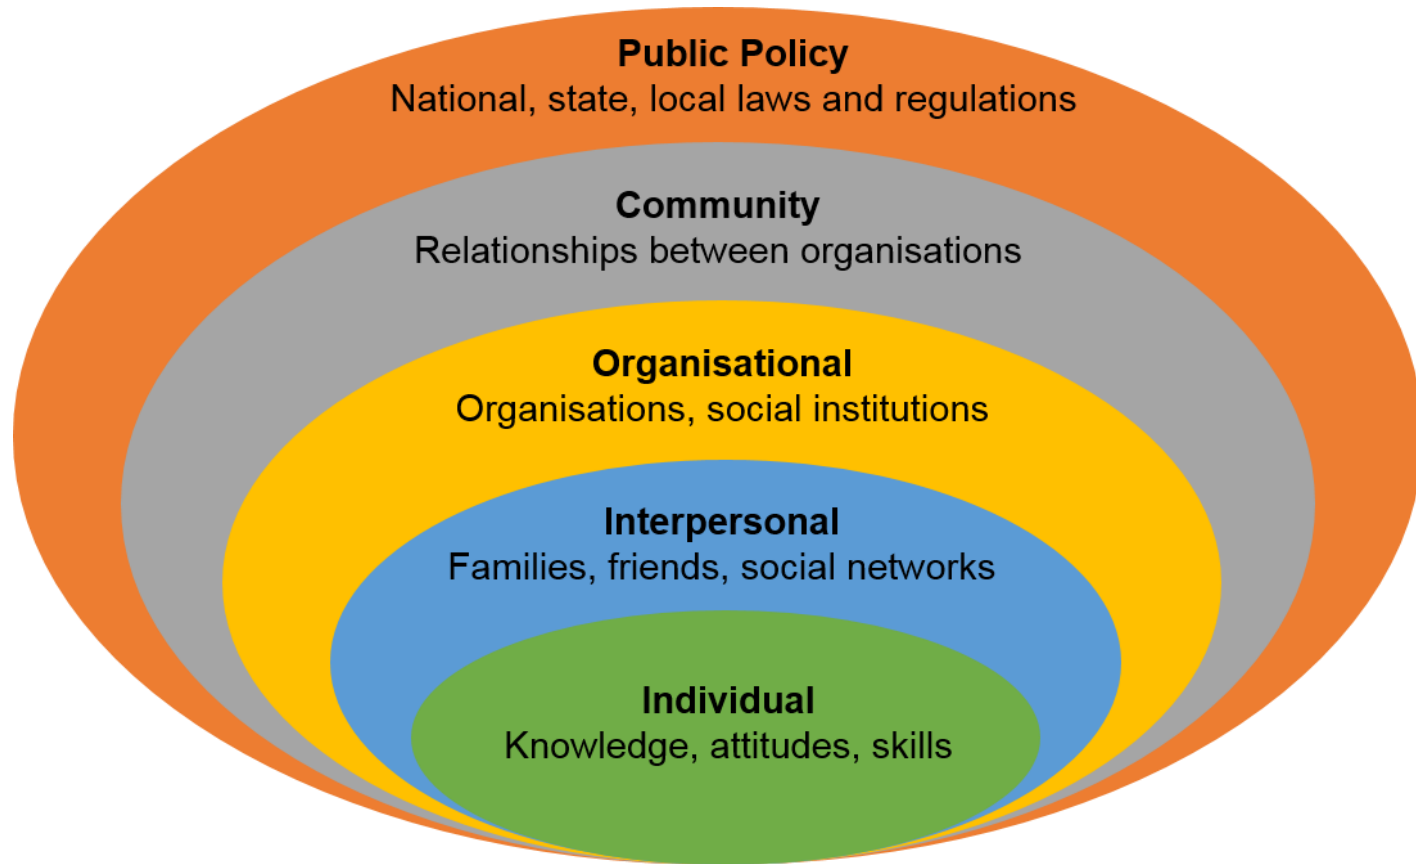 Public Policy
National, state, local laws and regulations
Community
Relationships between organisations
Organisational
Organisations, social institutions
Interpersonal
Families, friends, social networks
Individual
Knowledge, attitudes, skills